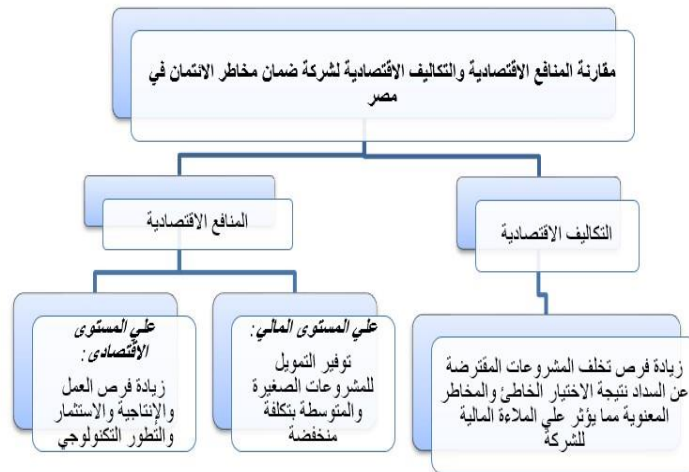 مقارنة المنافع الاقتصادية والتكاليف الاقتصادية لشركة ضمان مخاطر الائتمان في
مصر
التكاليف الاقتصادية
المنافع الاقتصادية
زيادة فرص تخلف المشروعات المقترضة
عن السداد نتيجة الاختيار الخاطئ والمخاطر
المعنوية مما يؤثر علي الملاءة المالية
للشركة
علي المستوى المالي:
توفير التمويل
للمشروعات الصغيرة
والمتوسطة بتكلفة
منخفضة
علي المستوى
الاقتصادى:
زيادة فرص العمل
والإنتاجية والاستثمار
والتطور التكنولوجي